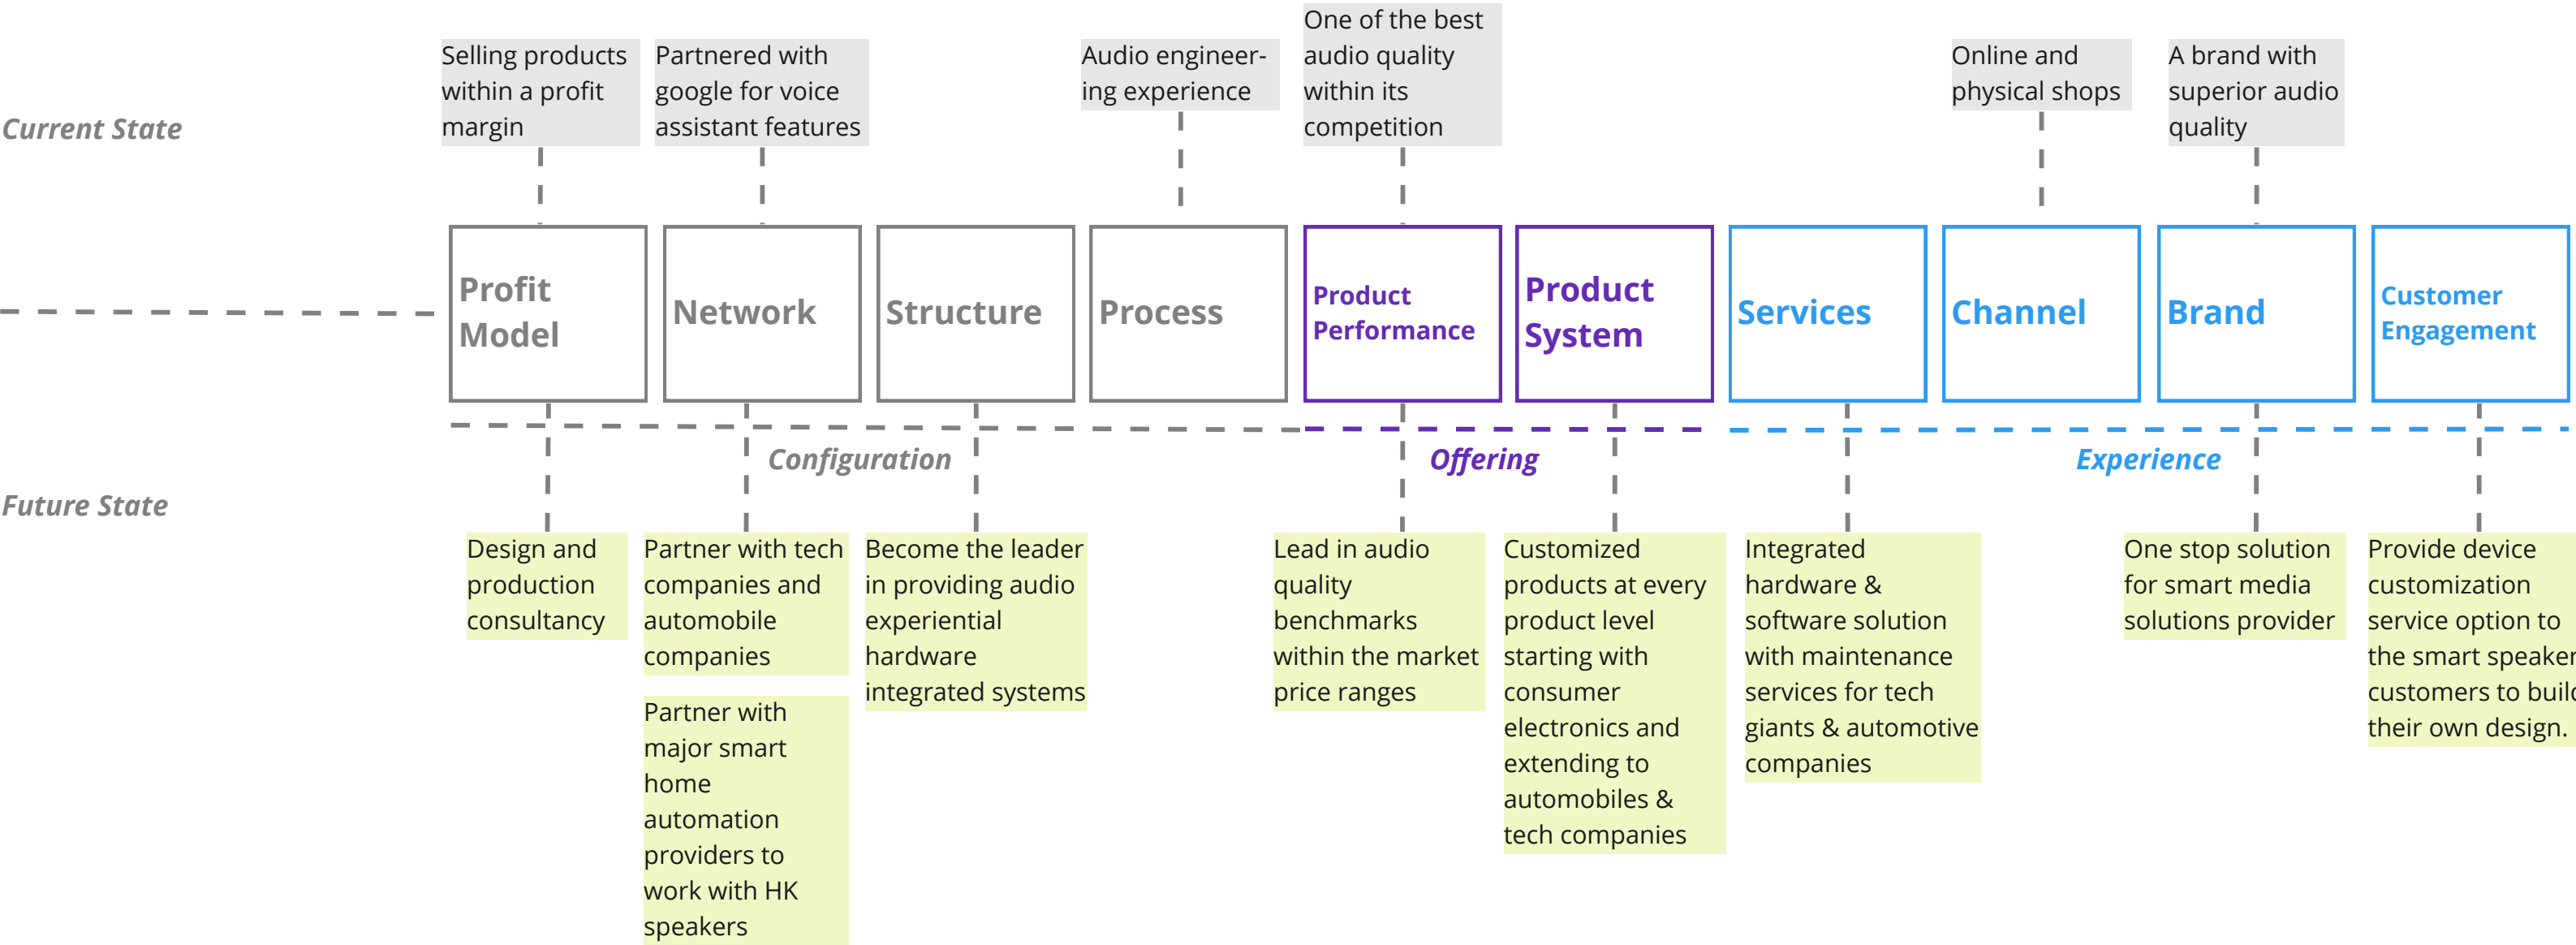 Current State
Selling products
within a profit
margin
Partnered with
google for voice
assistant features
Audio engineer-
ing experience
One of the best
audio quality
within its
competition
Online and
physical shops
A brand with
superior audio
quality
Profit
Model
Network
Structure
Process
Product
Performance
Product
System
Services
Channel
Brand
Customer
Engagement
Configuration
Offering
Experience
Future State
Design and
production
consultancy
Partner with tech
companies and
automobile
companies
Partner with
major smart
home
automation
providers to
work with HK
speakers
Become the leader
in providing audio
experiential
hardware
integrated systems
Lead in audio
quality
benchmarks
within the market
price ranges
Customized
products at every
product level
starting with
consumer
electronics and
extending to
automobiles &
tech companies
Integrated
hardware &
software solution
with maintenance
services for tech
giants & automotive
companies
One stop solution
for smart media
solutions provider
Provide device
customization
service option to
the smart speaker
customers to build
their own design.